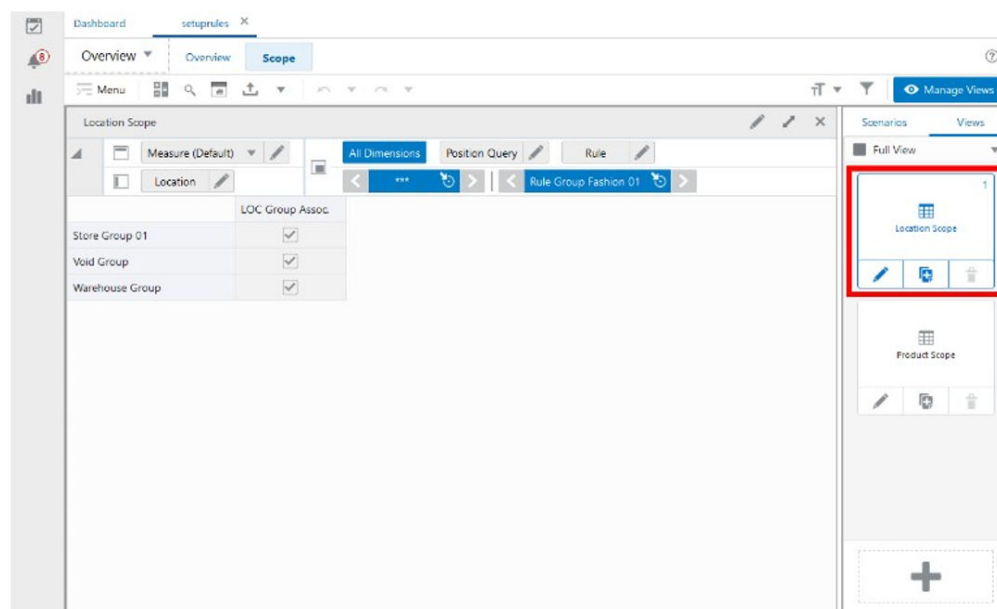 Dashboard setuprules
8
Overview Overview Scope
Menu Manage Views
Location Scope
Scenarios Views
Measure (Default) All Dimensions Position Query Rule
Full View
Location *** Rule Group Fashion 01
1
LOC Group Assoc.
Location Scope
Store Group 01
Void Group
Warehouse Group
Product Scope